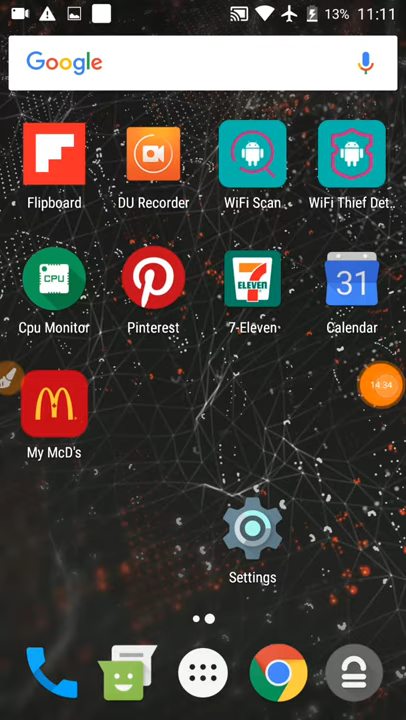 13% 11:11
Google
Flipboard DU Recorder WiFi Scan.. WiFi Thief Det..
CPU
ELEVEN
31
Cpu Monitor Pinterest 7-Eleven Calendar
14:34
My McD's
Settings